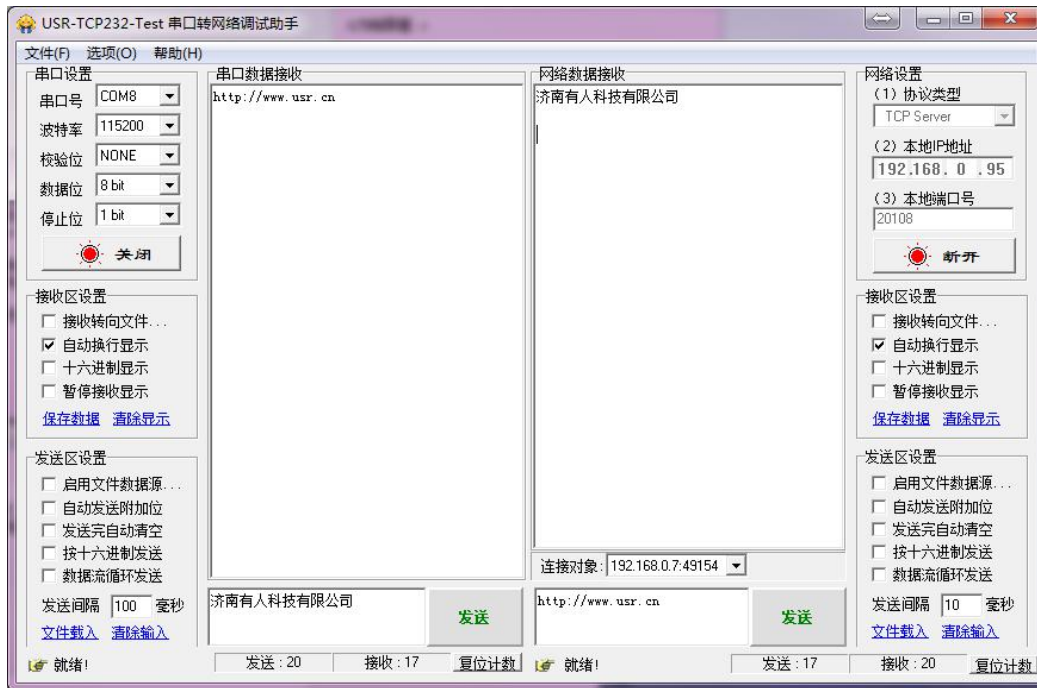 USR-TCP232-Test 串口转网络调试助手
文件(F) 选项(O) 帮助(H)
串口设置
串口号 COM8
波特率 115200
校验位 NONE
数据位 8 bit
停止位 1 bit
关闭
接收区设置
接收转向文件...
自动换行显示
十六进制显示
暂停接收显示
保存数据 清除显示
发送区设置
启用文件数据源...
自动发送附加位
发送完自动清空
按十六进制发送
数据流循环发送
发送间隔 100 毫秒
文件载入 清除输入
就绪!
串口数据接收
http://www.usr.cn
济南有人科技有限公司
发送
发送:20 接收:17 复位计数
网络数据接收
济南有人科技有限公司
连接对象: 192.168.0.7:49154
http://www.usr.cn
发送
就绪!
发送:17 接收:20 复位计数
网络设置
(1) 协议类型
TCP Server
(2) 本地IP地址
192.168. 0 .95
(3) 本地端口号
20108
断开
接收区设置
接收转向文件...
自动换行显示
十六进制显示
暂停接收显示
保存数据 清除显示
发送区设置
启用文件数据源...
自动发送附加位
发送完自动清空
按十六进制发送
数据流循环发送
发送间隔 10 毫秒
文件载入 清除输入